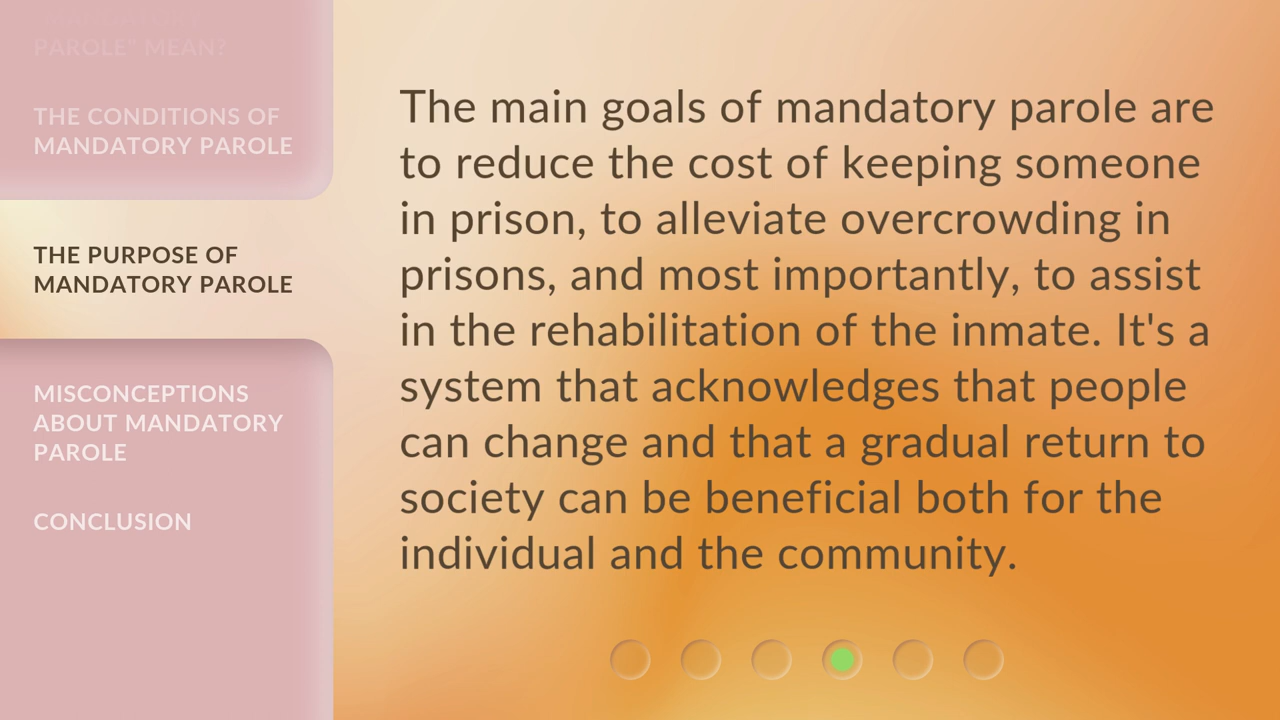 PAROLE" MEAN?
THE CONDITIONS OF
MANDATORY PAROLE
THE PURPOSE OF
MANDATORY PAROLE
MISCONCEPTIONS
ABOUT MANDATORY
PAROLE
CONCLUSION
The main goals of mandatory parole are
to reduce the cost of keeping someone
in prison, to alleviate overcrowding in
prisons, and most importantly, to assist
in the rehabilitation of the inmate. It's a
system that acknowledges that people
can change and that a gradual return to
society can be beneficial both for the
individual and the community.